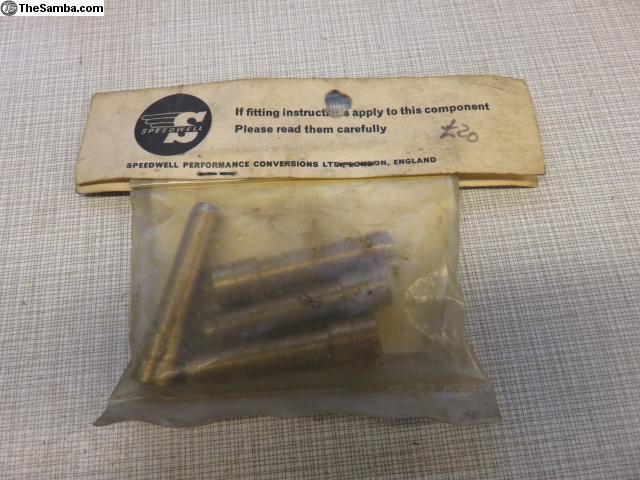 TheSamba.com
S
SPEEDWELL
If fitting instructions apply to this component
Please read them carefully
£20
SPEEDWELL PERFORMANCE CONVERSIONS LTD., LONDON, ENGLAND